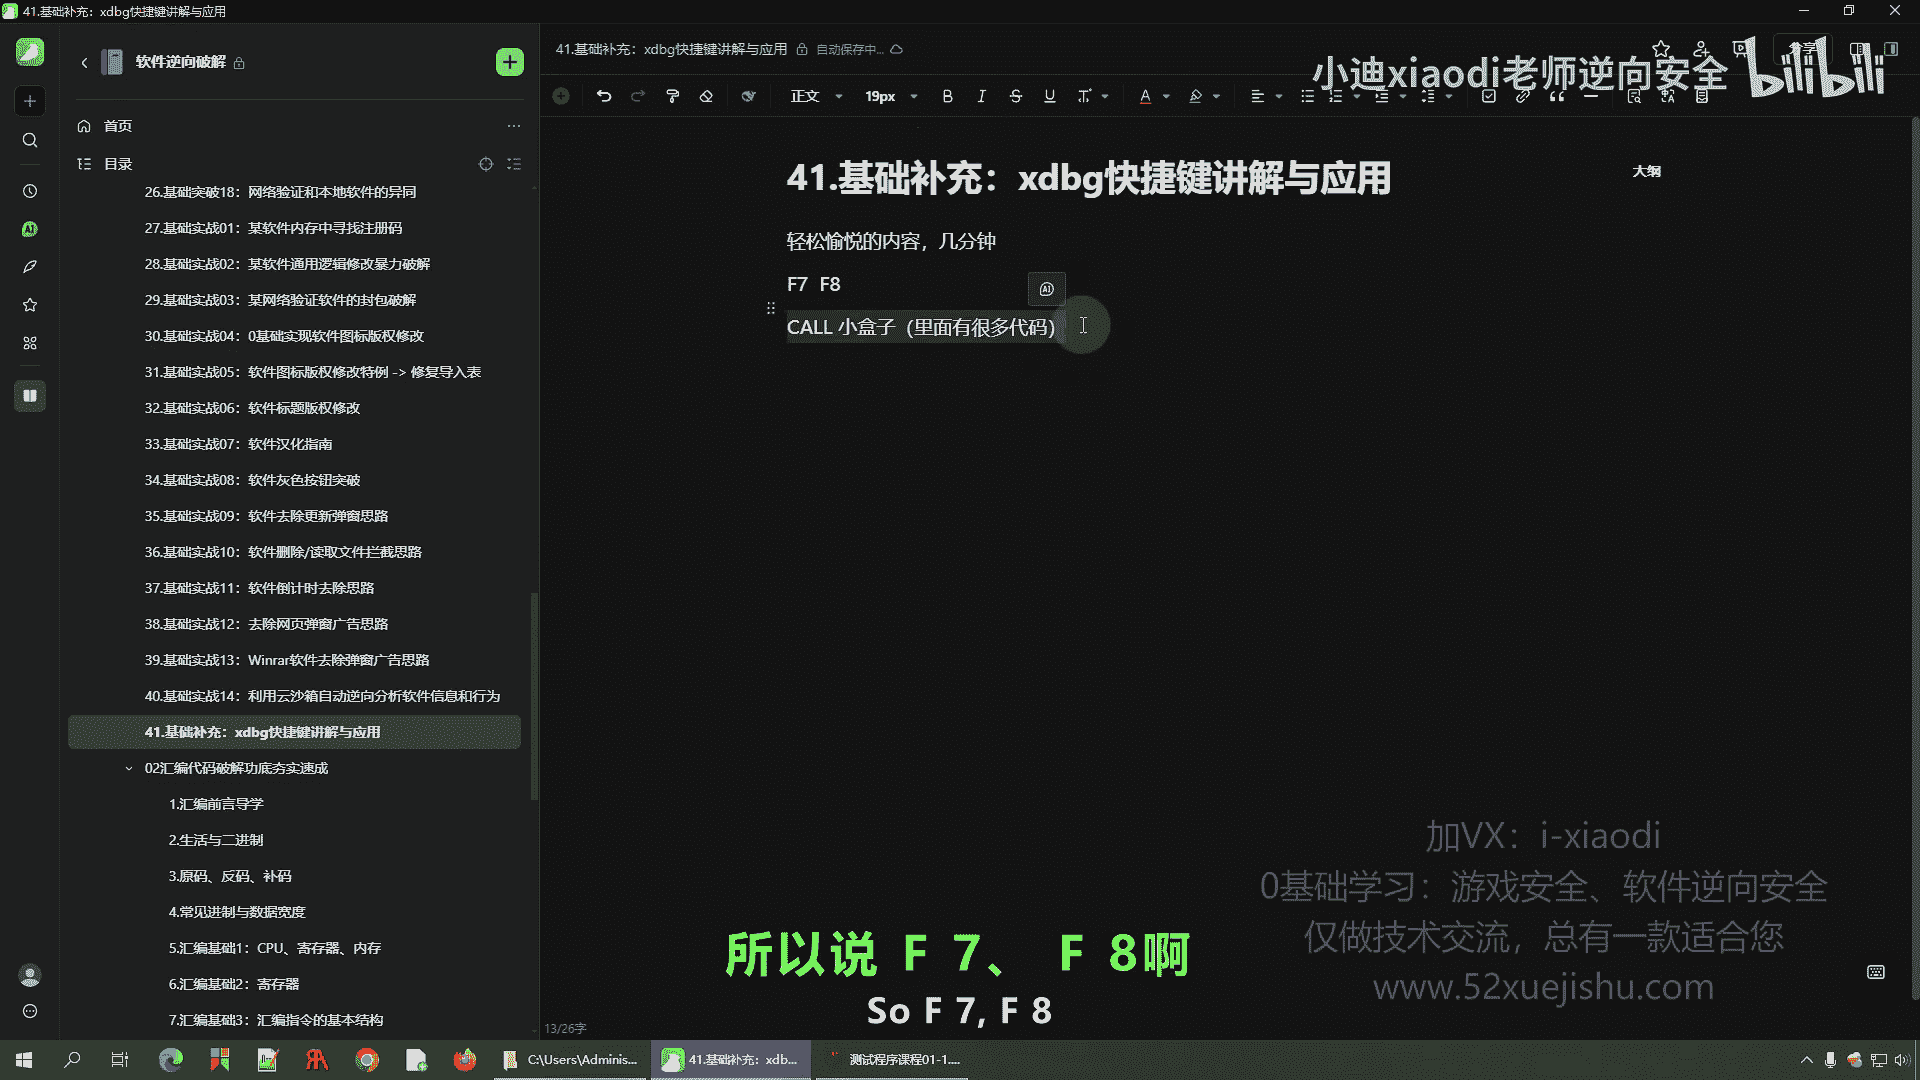 41.基础补充：xdbg快捷键讲解与应用
软件逆向破解
首页
目录
26.基础突破18：网络验证和本地软件的异同
27.基础实战01：某软件内存中寻找注册码
28.基础实战02：某软件通用逻辑修改暴力破解
29.基础实战03：某网络验证软件的封包破解
30.基础实战04：0基础实现软件图标版权修改
31.基础实战05：软件图标版权修改特例 -> 修复导入表
32.基础实战06：软件标题版权修改
33.基础实战07：软件汉化指南
34.基础实战08：软件灰色按钮突破
35.基础实战09：软件去除更新弹窗思路
36.基础实战10：软件删除/读取文件拦截思路
37.基础实战11：软件倒计时去除思路
38.基础实战12：去除网页弹窗广告思路
39.基础实战13：Winrar软件去除弹窗广告思路
40.基础实战14：利用云沙箱自动逆向分析软件信息和行为
41.基础补充：xdbg快捷键讲解与应用
02汇编代码破解功底夯实速成
1.汇编前言导学
2.生活与二进制
3.原码、反码、补码
4.常见进制与数据宽度
5.汇编基础1：CPU、寄存器、内存
6.汇编基础2：寄存器
7.汇编基础3：汇编指令的基本结构
41.基础补充：xdbg快捷键讲解与应用 自动保存中...
小迪xiaodi老师逆向安全 bilibili
正文 19px B I S U
41.基础补充：xdbg快捷键讲解与应用
大纲
轻松愉悦的内容，几分钟
F7 F8
CALL 小盒子（里面有很多代码）
加VX：i-xiaodi
0基础学习：游戏安全、软件逆向安全
仅做技术交流，总有一款适合您
www.52xuejishu.com
所以说 F 7、 F 8啊
So F 7, F 8
13/26字
C:\Users\Adminis...
41.基础补充：xdb...
测试程序课程01-1....